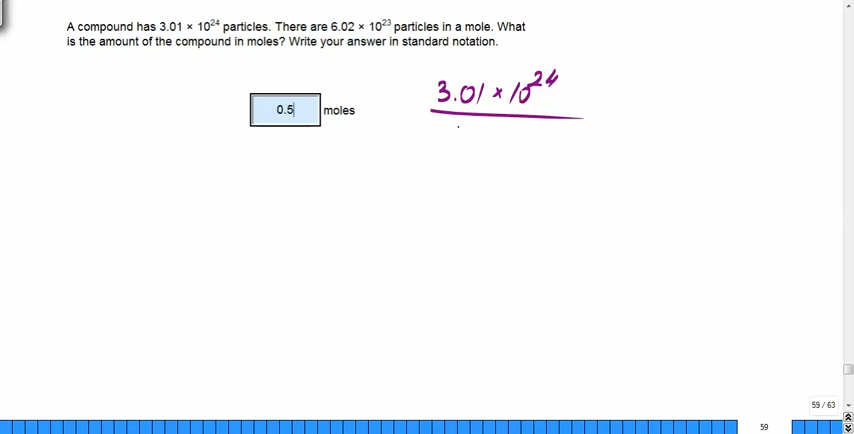 A compound has 3.01 × 10²⁴ particles. There are 6.02 × 10²³ particles in a mole. What
is the amount of the compound in moles? Write your answer in standard notation.
3.01 × 10²⁴
0.5 moles
59 / 63
59